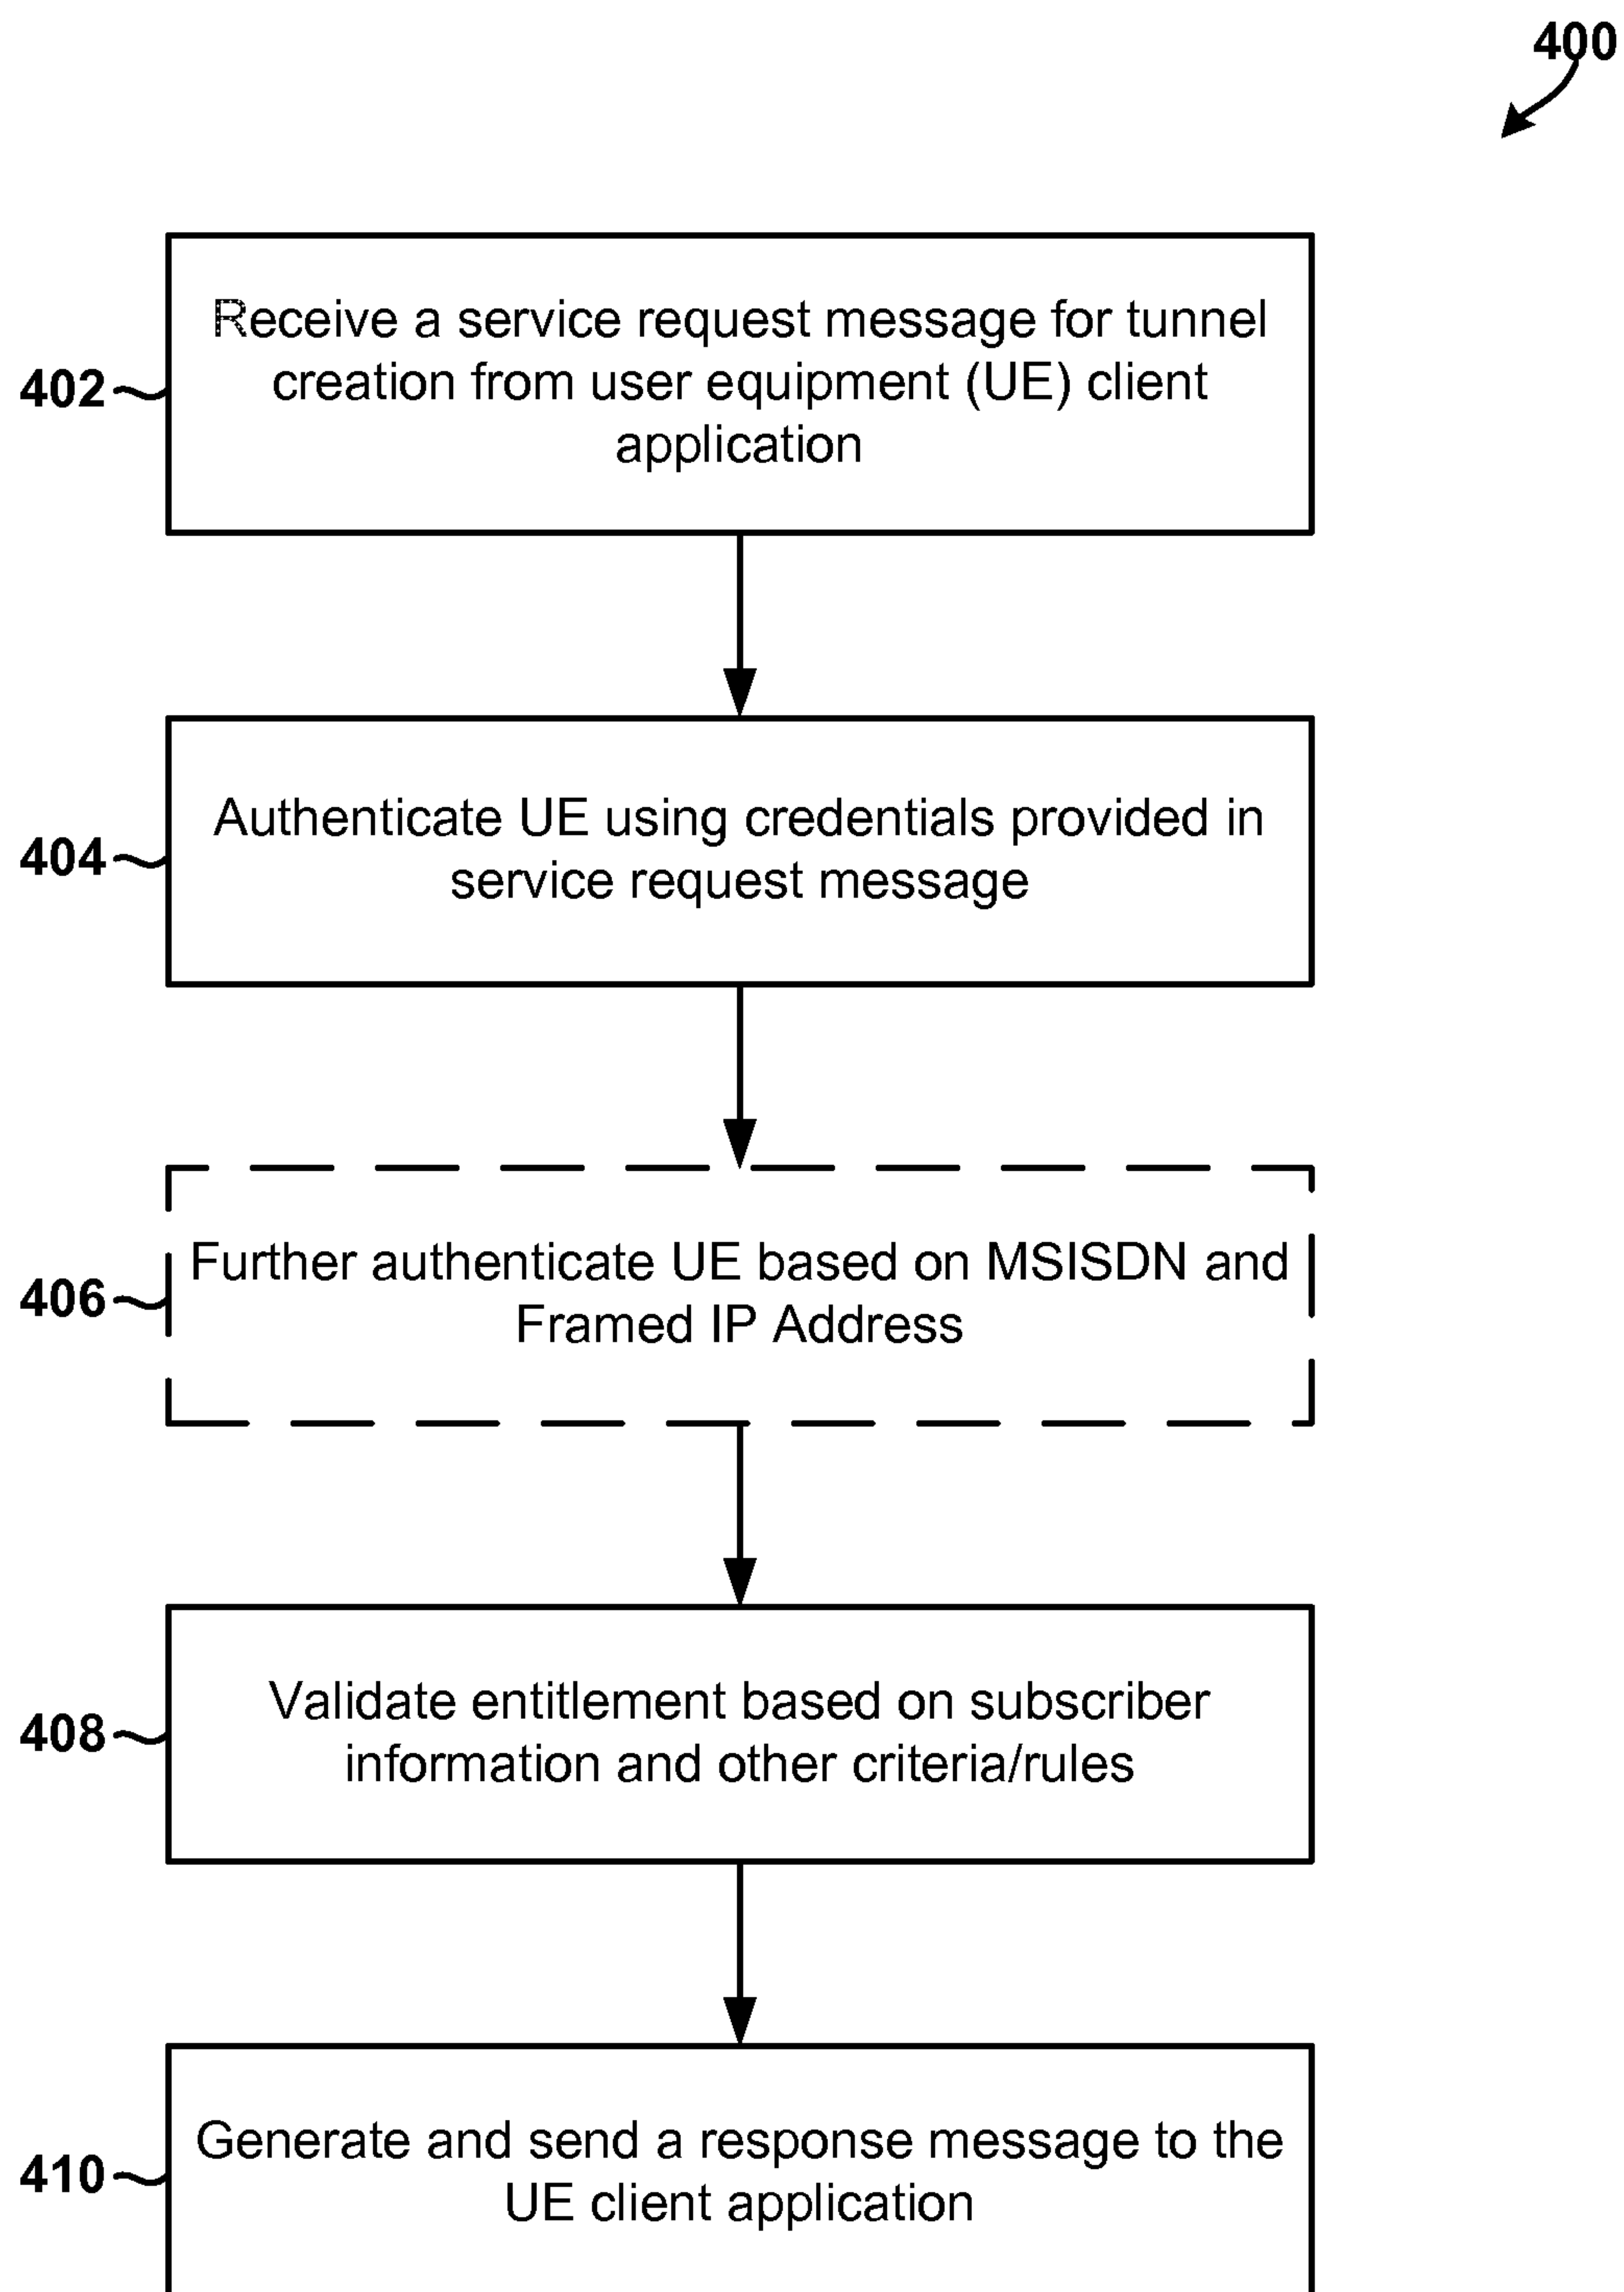 400
402
Receive a service request message for tunnel
creation from user equipment (UE) client
application
404
Authenticate UE using credentials provided in
service request message
406
Further authenticate UE based on MSISDN and
Framed IP Address
408
Validate entitlement based on subscriber
information and other criteria/rules
410
Generate and send a response message to the
UE client application